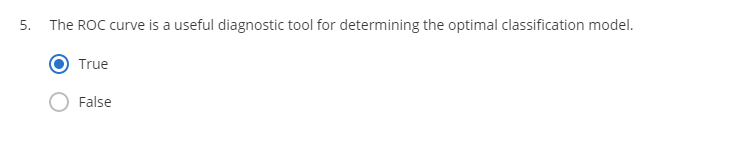 5. The ROC curve is a useful diagnostic tool for determining the optimal classification model.
True
False